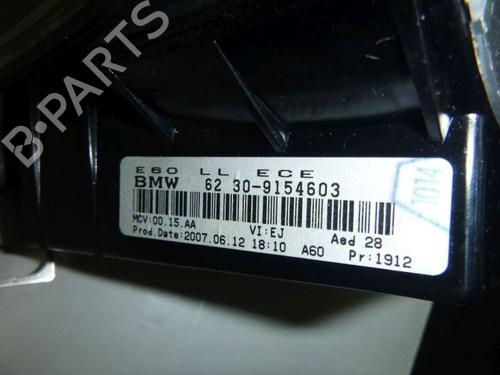 B-PARTS
E60 LL ECE
BMW 62 30-9154603
MCV:00.15.AA VI:EJ Aed 28
Prod.Date:2007.06.12 18:10 A60 Pr:1912
1014